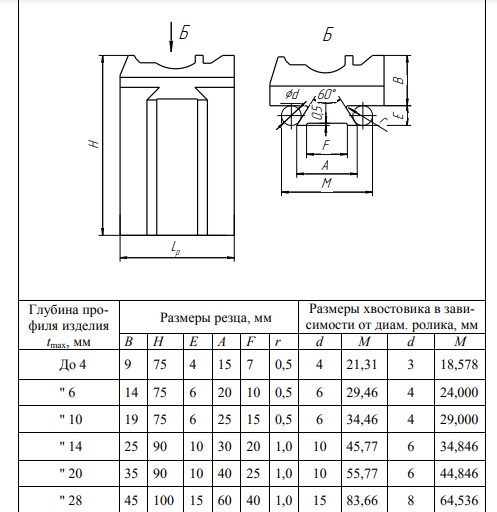 Б
Б
H
Lр
⌀d
60°
0,5
r
B
E
F
A
M
Глубина про-
филя изделия
tmax, мм
Размеры резца, мм
Размеры хвостовика в зави-
симости от диам. ролика, мм
B H E A F r d M d M
До 4 9 75 4 15 7 0,5 4 21,31 3 18,578
" 6 14 75 6 20 10 0,5 6 29,46 4 24,000
" 10 19 75 6 25 15 0,5 6 34,46 4 29,000
" 14 25 90 10 30 20 1,0 10 45,77 6 34,846
" 20 35 90 10 40 25 1,0 10 55,77 6 44,846
" 28 45 100 15 60 40 1,0 15 83,66 8 64,536